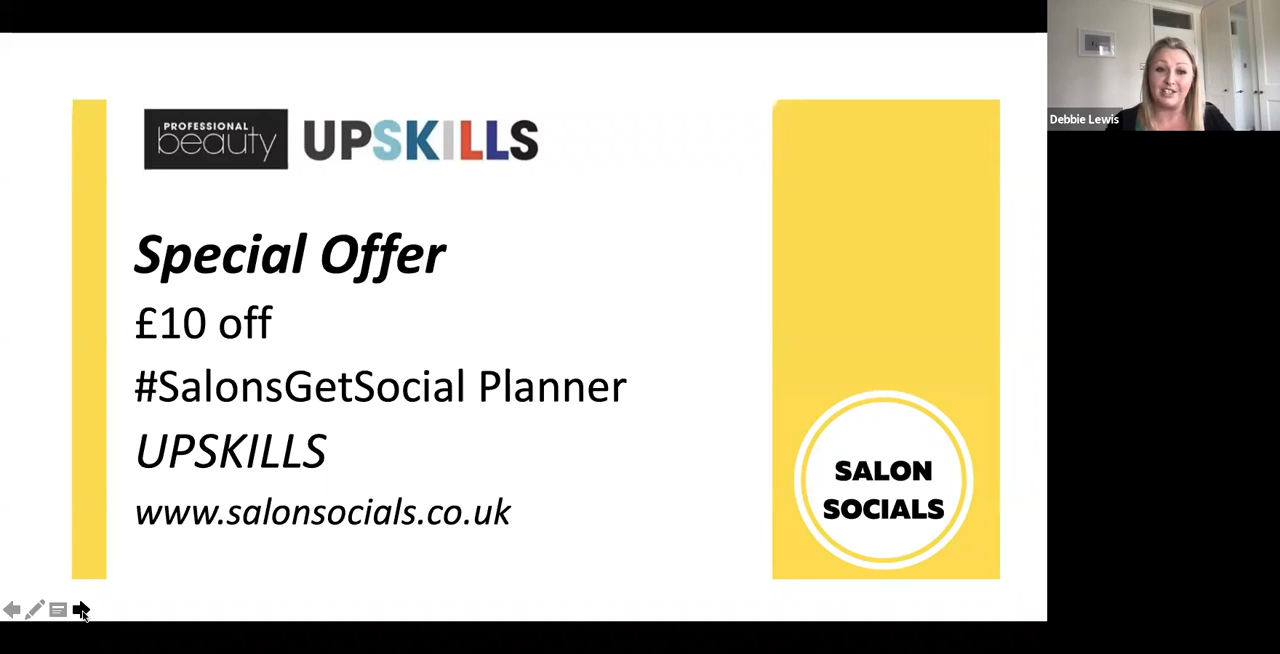 PROFESSIONAL
beauty
UPSKILLS
Special Offer
£10 off
#SalonsGetSocial Planner
UPSKILLS
www.salonsocials.co.uk
SALON
SOCIALS
Debbie Lewis